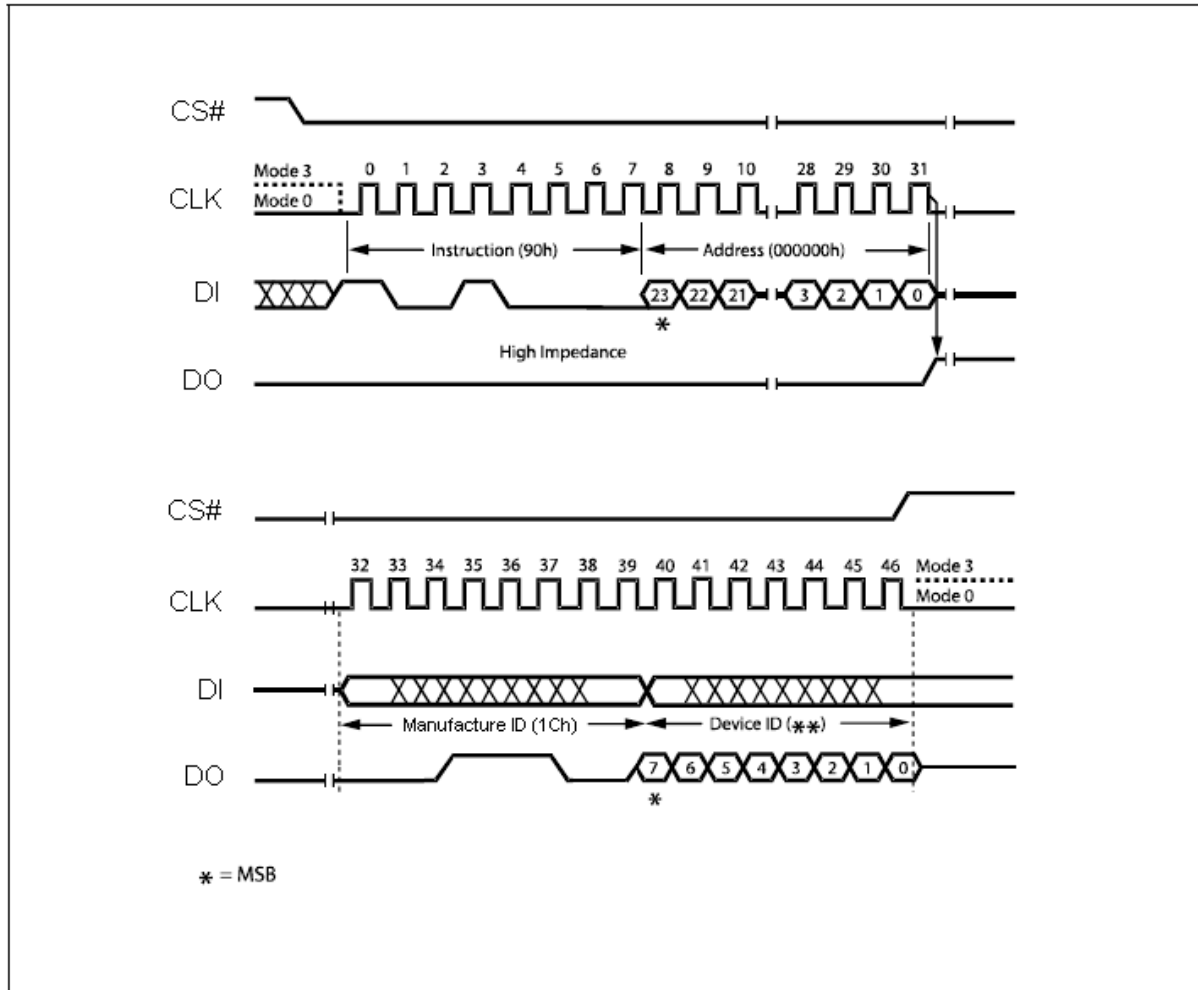 CS#
Mode 3 0 1 2 3 4 5 6 7 8 9 10 28 29 30 31
CLK Mode 0
Instruction (90h) Address (000000h)
DI 23 22 21 3 2 1 0
*
High Impedance
DO
CS#
32 33 34 35 36 37 38 39 40 41 42 43 44 45 46 Mode 3
CLK Mode 0
DI
Manufacture ID (1Ch) Device ID (**)
DO 7 6 5 4 3 2 1 0
*
* = MSB